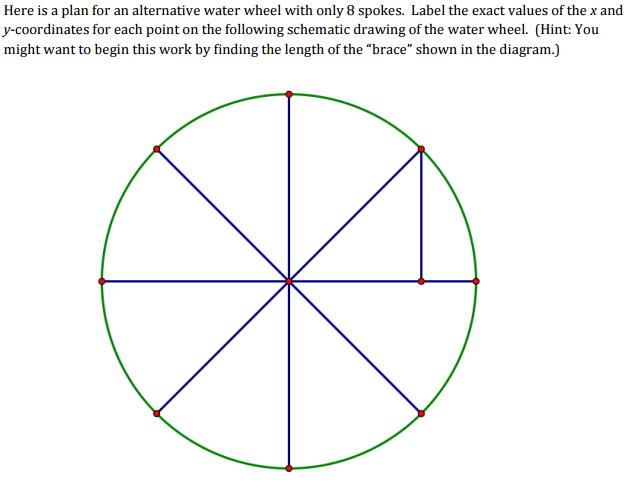 Here is a plan for an alternative water wheel with only 8 spokes.  Label the exact values of the x and
y-coordinates for each point on the following schematic drawing of the water wheel.  (Hint: You
might want to begin this work by finding the length of the “brace” shown in the diagram.)